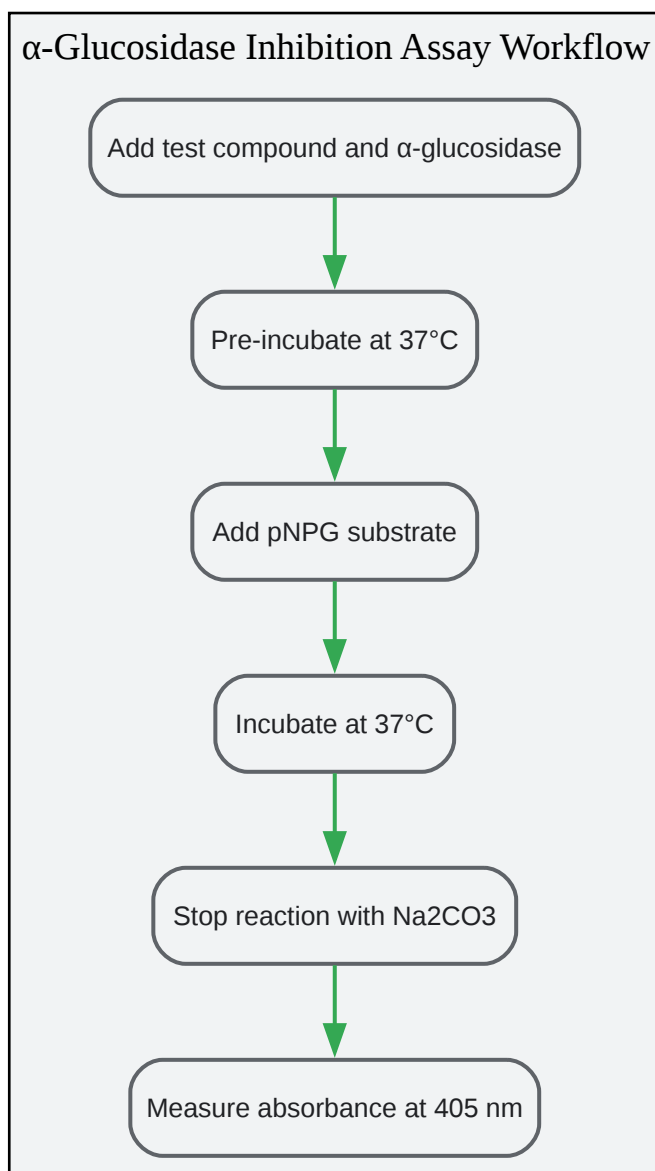 α-Glucosidase Inhibition Assay Workflow
Add test compound and α-glucosidase
Pre-incubate at 37°C
Add pNPG substrate
Incubate at 37°C
Stop reaction with Na2CO3
Measure absorbance at 405 nm